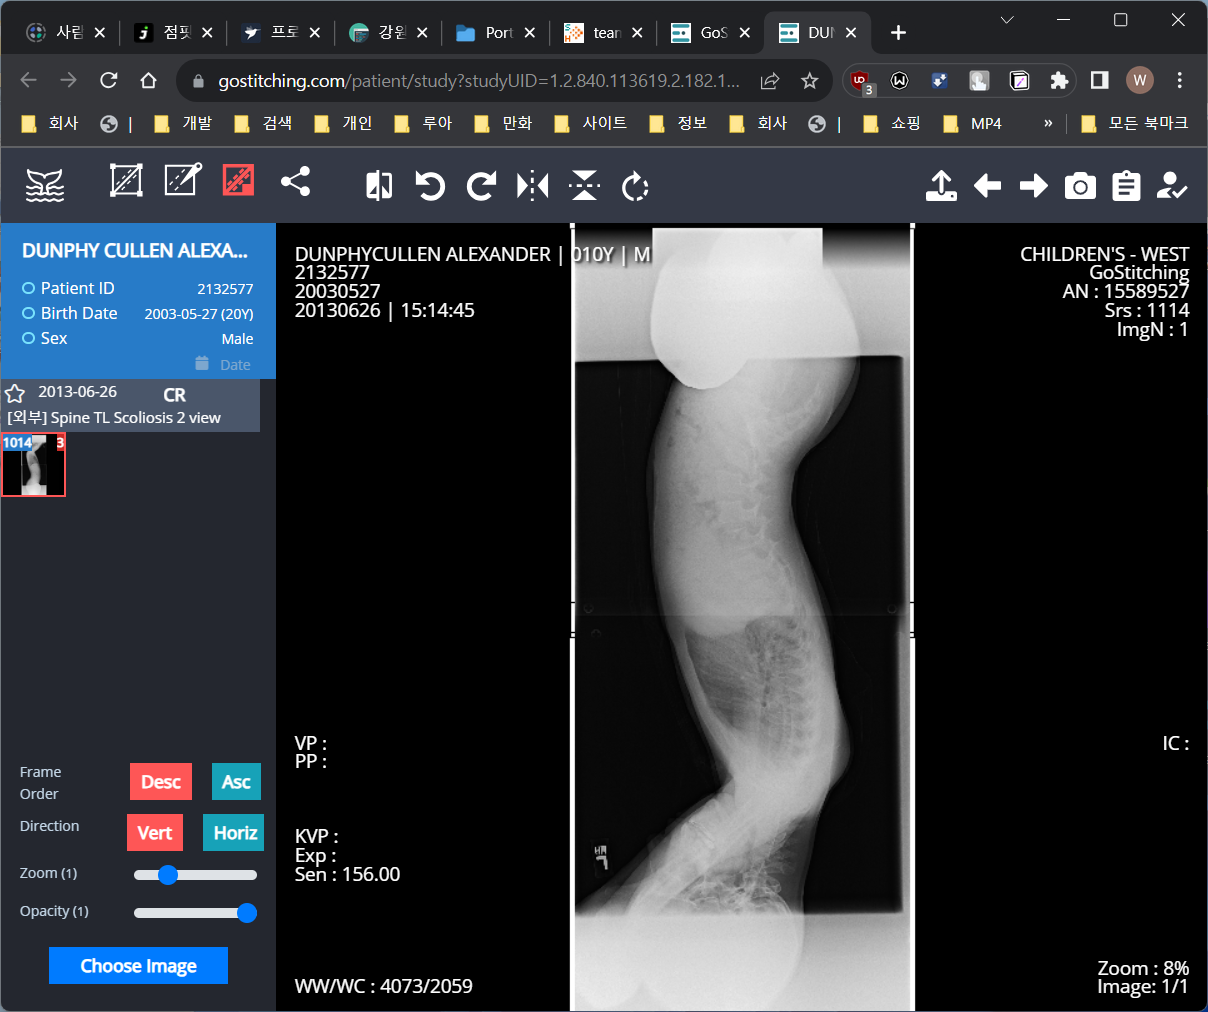 사람
점핏
프로
강원
Port
tean
GoS
DUN
gostitching.com/patient/study?studyUID=1.2.840.113619.2.182.1...
3
W
회사 | 개발 검색 개인 루아 만화 사이트 정보 회사 | 쇼핑 MP4 » 모든 북마크
DUNPHY CULLEN ALEXA...
Patient ID 2132577
Birth Date 2003-05-27 (20Y)
Sex Male
Date
2013-06-26 CR
[외부] Spine TL Scoliosis 2 view
1014 3
Frame Order Desc Asc
Direction Vert Horiz
Zoom (1)
Opacity (1)
Choose Image
DUNPHYCULLEN ALEXANDER | 010Y | M
2132577
20030527
20130626 | 15:14:45
CHILDREN'S - WEST
GoStitching
AN : 15589527
Srs : 1114
ImgN : 1
VP :
PP :
IC :
KVP :
Exp :
Sen : 156.00
WW/WC : 4073/2059
Zoom : 8%
Image: 1/1